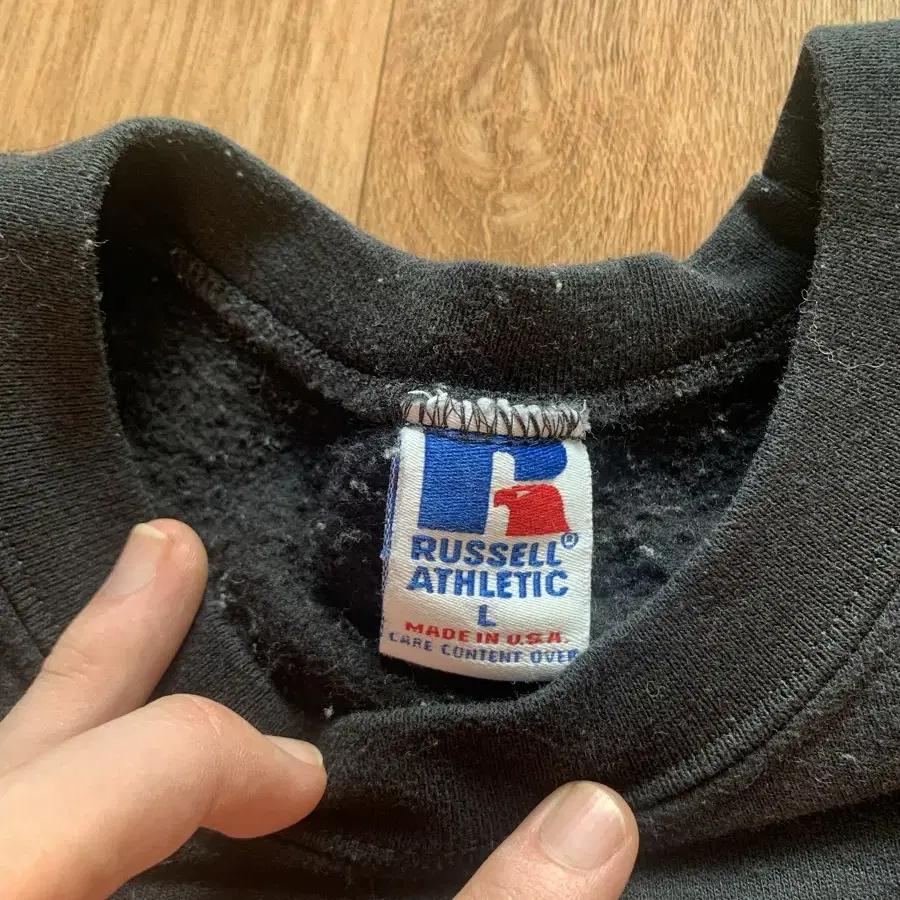 R
RUSSELL®
ATHLETIC
L
MADE IN U.S.A.
CARE CONTENT OVER